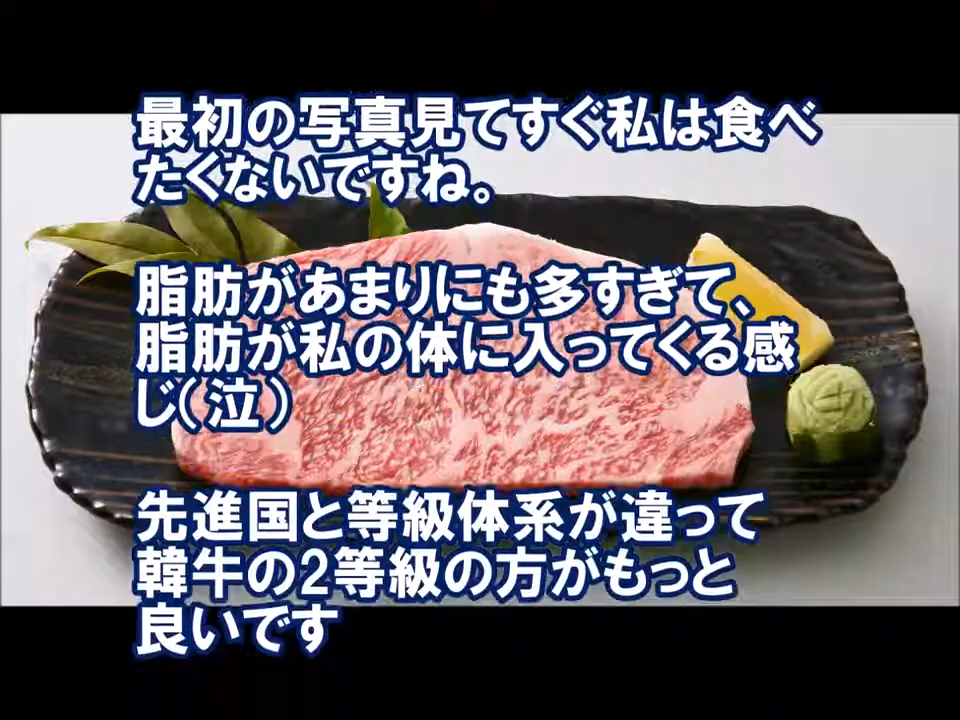 最初の写真見てすぐ私は食べ
たくないですね。
脂肪があまりにも多すぎて、
脂肪が私の体に入ってくる感
じ(泣)
先進国と等級体系が違って
韓牛の2等級の方がもっと
良いです